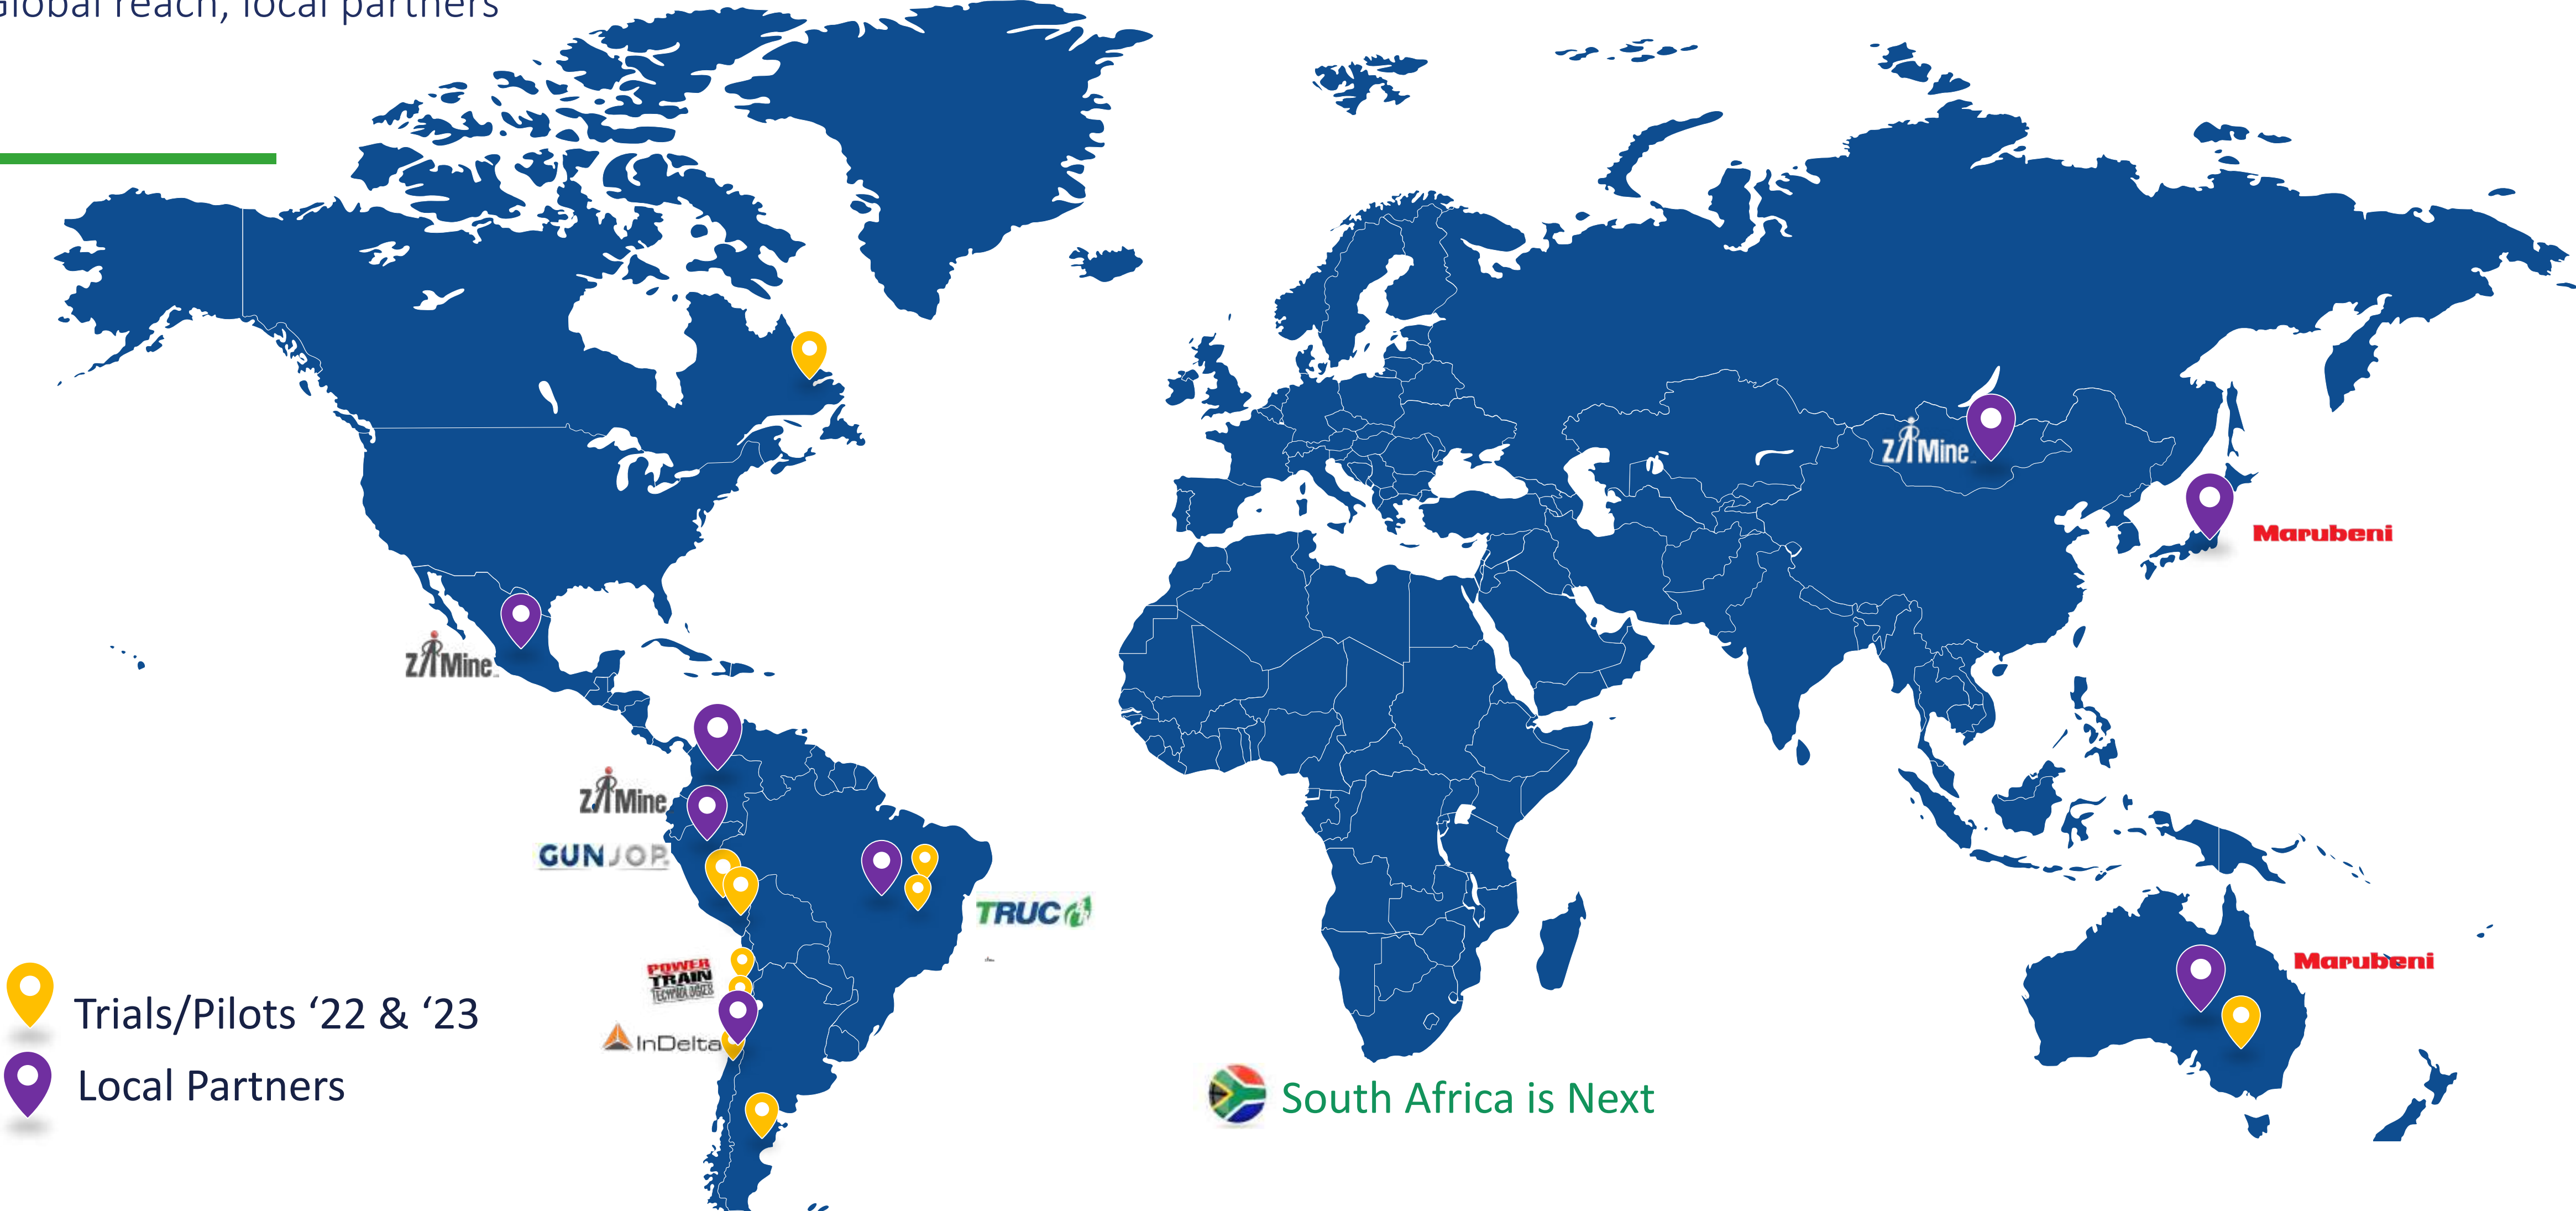 Global reach, local partners
ZAMine
Marubeni
ZAMine
ZAMine
GUNJOP
TRUC
POWER
TRAIN
TECHNOLOGIES
Marubeni
InDelta
Trials/Pilots ‘22 & ‘23
Local Partners
South Africa is Next